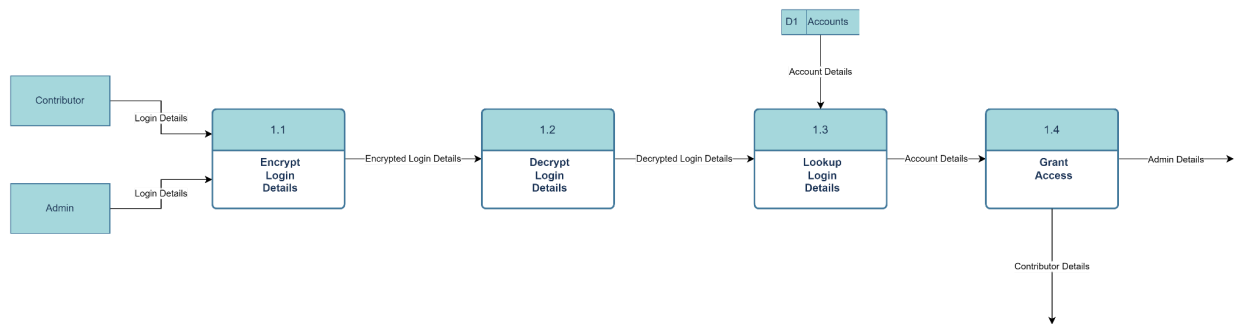 D1 Accounts
Account Details
Contributor
Login Details
Admin
Login Details
1.1
Encrypt
Login
Details
Encrypted Login Details
1.2
Decrypt
Login
Details
Decrypted Login Details
1.3
Lookup
Login
Details
Account Details
1.4
Grant
Access
Admin Details
Contributor Details